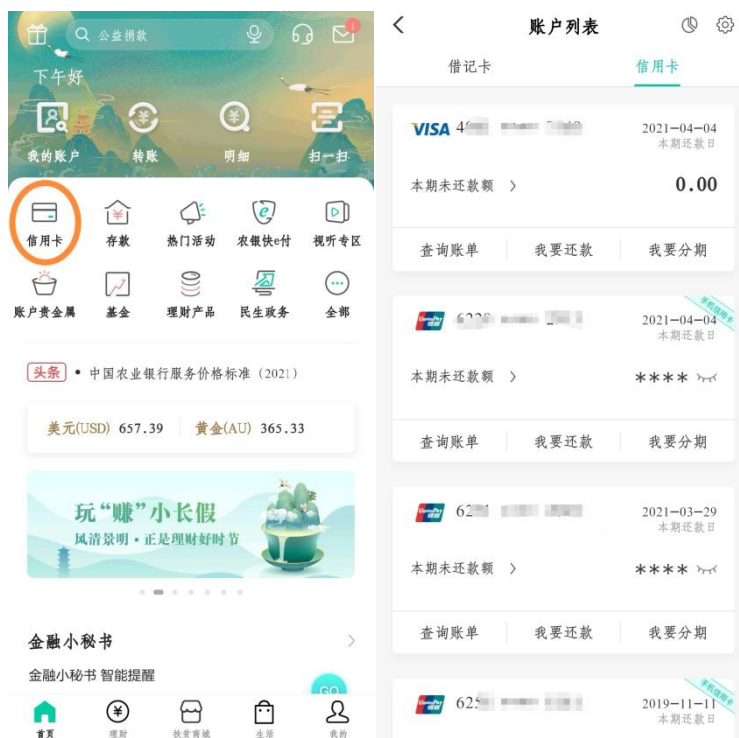 公益捐款
下午好
我的账户 转账 明细 扫一扫
信用卡 存款 热门活动 农银快e付 视听专区
账户贵金属 基金 理财产品 民生政务 全部
头条 • 中国农业银行服务价格标准（2021）
美元(USD) 657.39 黄金(AU) 365.33
玩“赚”小长假
风清景明·正是理财好时节
金融小秘书
金融小秘书 智能提醒
GO
首页 理财 扶贫商城 生活 我的
账户列表
借记卡 信用卡
VISA 4 2021-04-04
本期还款日
本期未还款额 0.00
查询账单 我要还款 我要分期
手机信用卡
UnionPay 银联 2021-04-04
本期还款日
本期未还款额 ****
查询账单 我要还款 我要分期
UnionPay 银联 62 2021-03-29
本期还款日
本期未还款额 ****
查询账单 我要还款 我要分期
手机信用卡
UnionPay 银联 625 2019-11-11
本期还款日